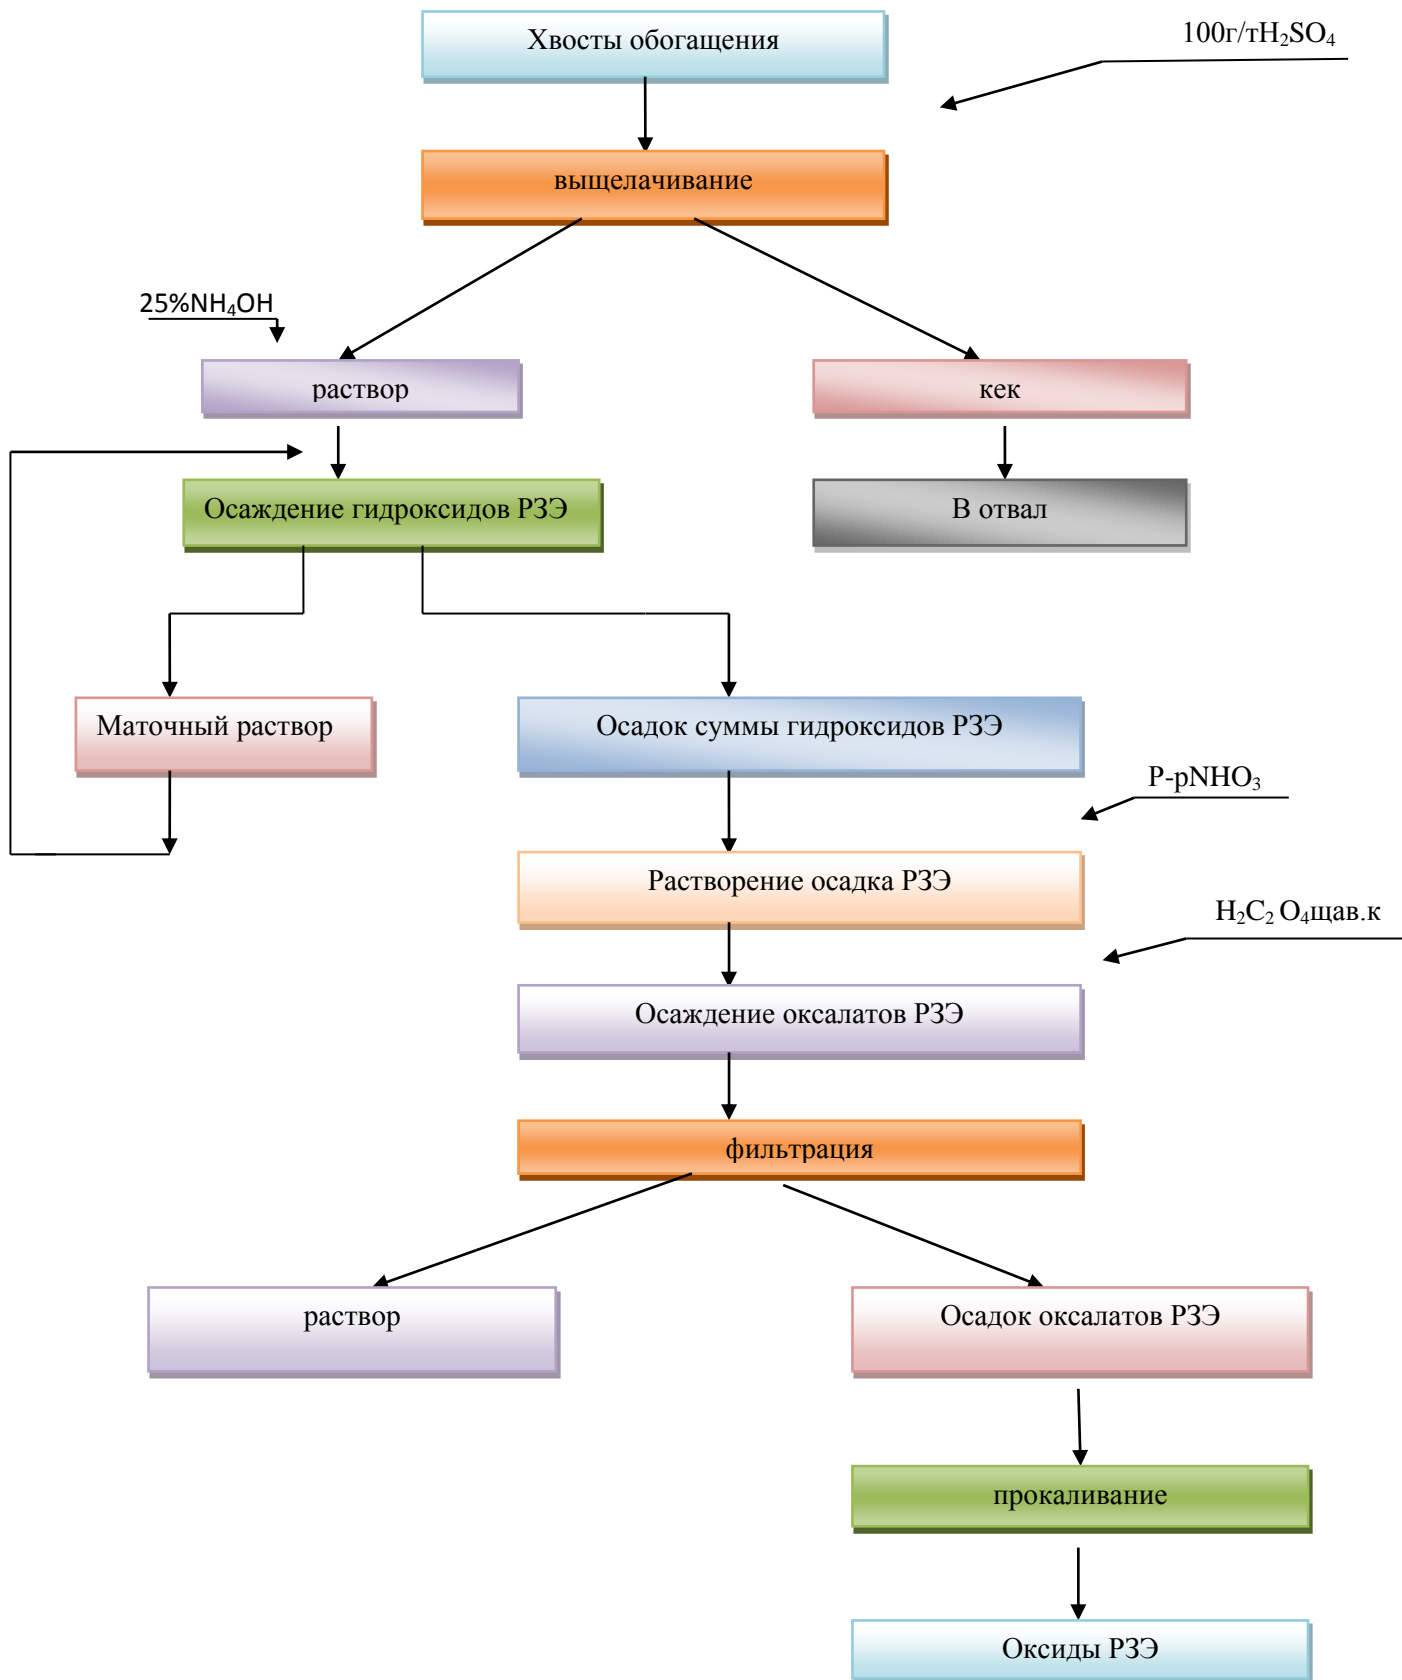 Хвосты обогащения
100г/тH₂SO₄
выщелачивание
25%NH₄OH
раствор
кек
Осаждение гидроксидов РЗЭ
В отвал
Маточный раствор
Осадок суммы гидроксидов РЗЭ
Р-рNHO₃
Растворение осадка РЗЭ
H₂C₂ O₄щав.к
Осаждение оксалатов РЗЭ
фильтрация
раствор
Осадок оксалатов РЗЭ
прокаливание
Оксиды РЗЭ